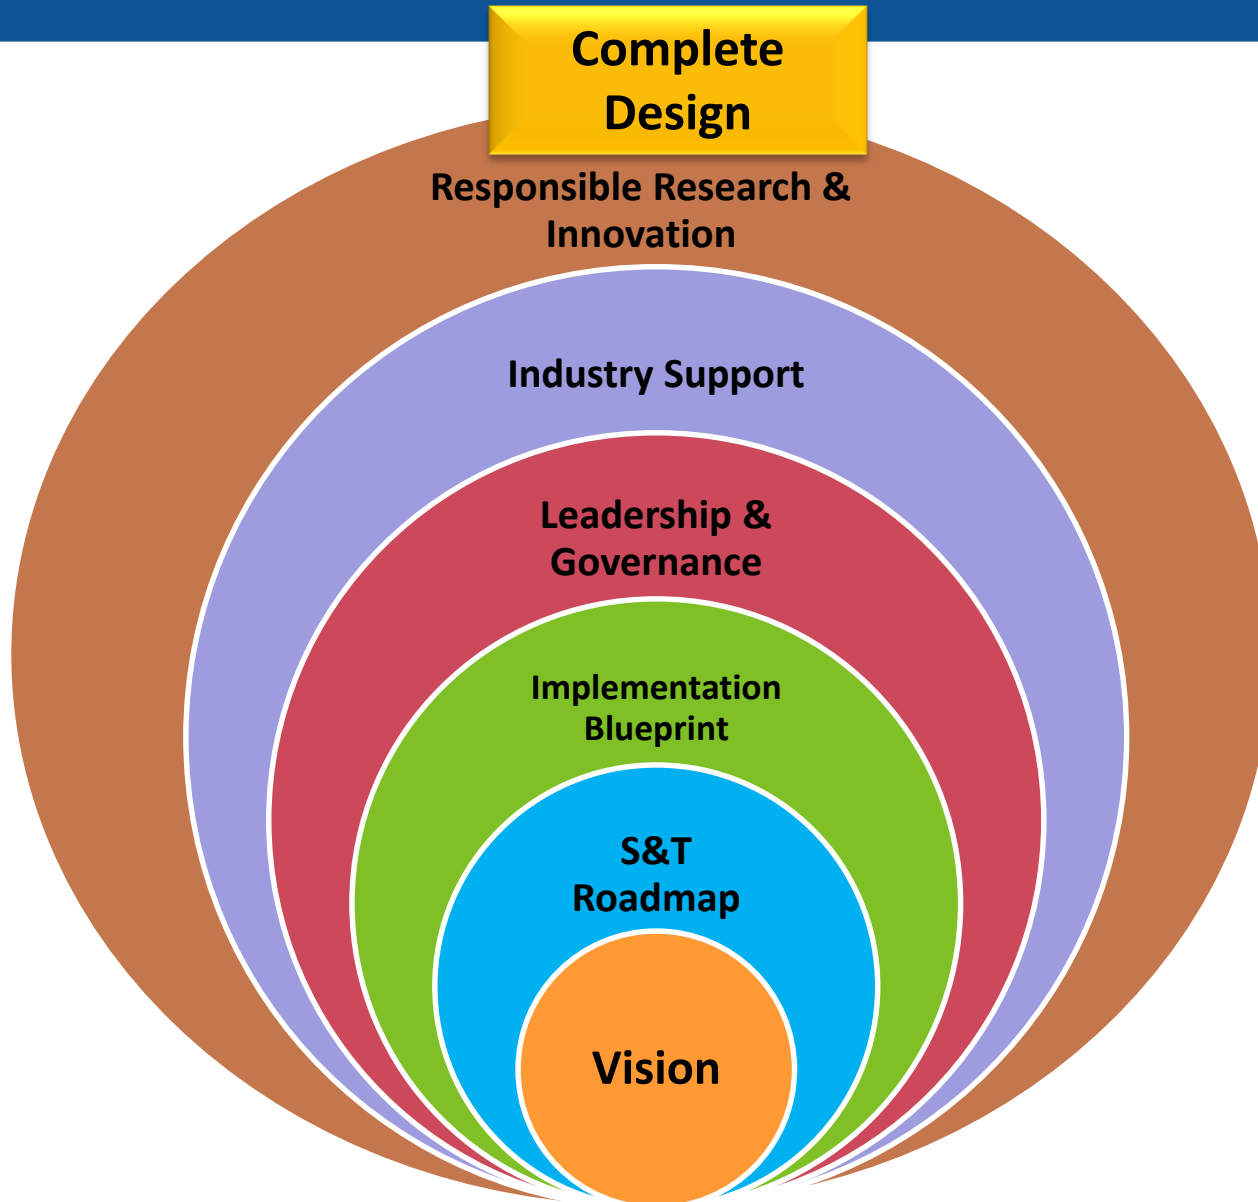 Complete
Design
Responsible Research &
Innovation
Industry Support
Leadership &
Governance
Implementation
Blueprint
S&T
Roadmap
Vision